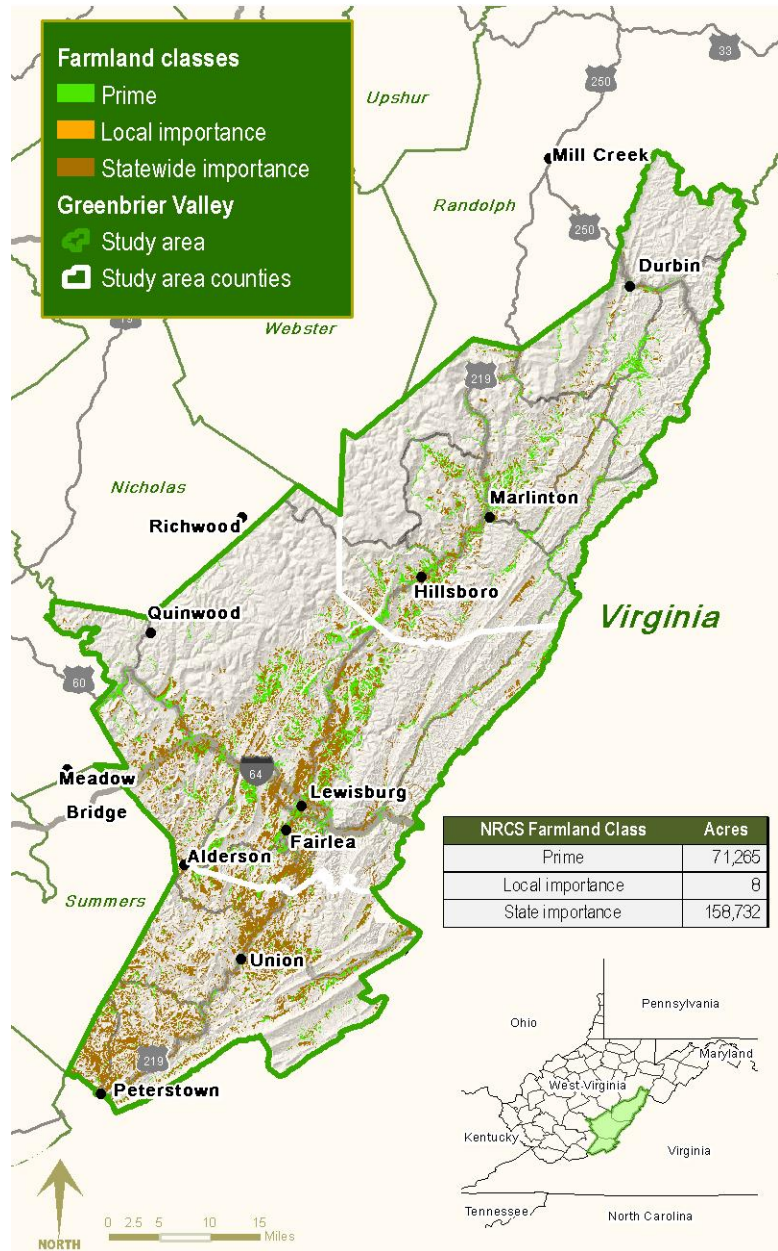 Farmland classes
Prime
Local importance
Statewide importance
Greenbrier Valley
Study area
Study area counties
33
250
Upshur
Mill Creek
Randolph
250
Durbin
Webster
219
Nicholas
Marlinton
Richwood
Hillsboro
Quinwood
Virginia
60
64
Meadow
Bridge
Lewisburg
Fairlea
Alderson
Summers
Union
219
Peterstown
NRCS Farmland Class Acres
Prime 71,265
Local importance 8
State importance 158,732
Pennsylvania
Ohio
Maryland
West Virginia
Kentucky
Virginia
Tennessee
North Carolina
NORTH
0 2.5 5 10 15
Miles